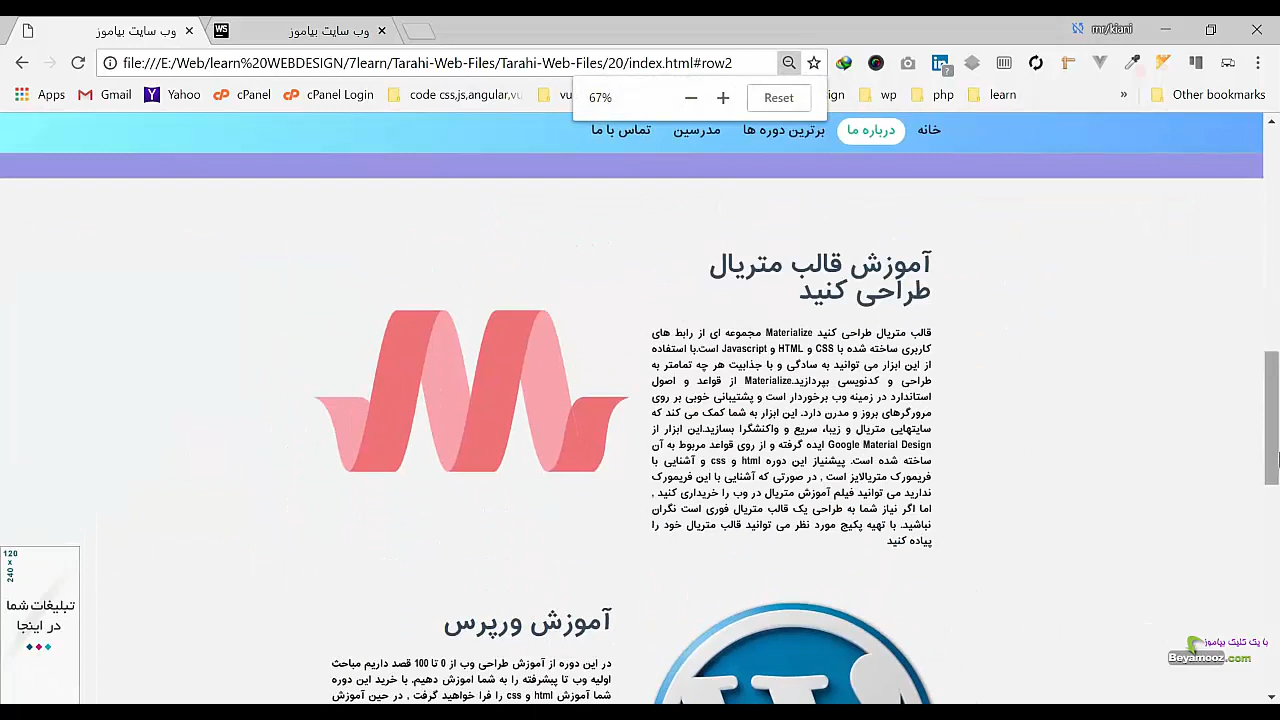 وب سایت بیاموز
وب سایت بیاموز
mr/kiani
file:///E:/Web/learn%20WEBDESIGN/7learn/Tarahi-Web-Files/Tarahi-Web-Files/20/index.html#row2
Apps
Gmail
Yahoo
cPanel
cPanel Login
code css,js,angular,vu
design
wp
php
learn
»
Other bookmarks
67%
Reset
خانه
درباره ما
برترین دوره ها
مدرسین
تماس با ما
آموزش قالب متریال
طراحی کنید
قالب متریال طراحی کنید Materialize مجموعه ای از رابط های
کاربری ساخته شده با CSS و HTML و Javascript است.با استفاده
از این ابزار می توانید به سادگی و با جذابیت هر چه تمامتر به
طراحی و کدنویسی بپردازید.Materialize از قواعد و اصول
استاندارد در زمینه وب برخوردار است و پشتیبانی خوبی بر روی
مرورگرهای بروز و مدرن دارد. این ابزار به شما کمک می کند که
سایتهایی متریال و زیبا، سریع و واکنشگرا بسازید.این ابزار از
Google Material Design ایده گرفته و از روی قواعد مربوط به آن
ساخته شده است. پیشنیاز این دوره html و css و آشنایی با
فریمورک متریالایز است , در صورتی که آشنایی با این فریمورک
ندارید می توانید فیلم آموزش متریال در وب را خریداری کنید ,
اما اگر نیاز شما به طراحی یک قالب متریال فوری است نگران
نباشید. با تهیه پکیج مورد نظر می توانید قالب متریال خود را
پیاده کنید
آموزش ورپرس
در این دوره از آموزش طراحی وب از 0 تا 100 قصد داریم مباحث
اولیه وب تا پیشرفته را به شما اموزش دهیم. با خرید این دوره
شما آموزش html و css را فرا خواهید گرفت , در حین آموزش
120 × 240
تبلیغات شما
در اینجا
با یک کلیک بیاموز
Beyamooz.com